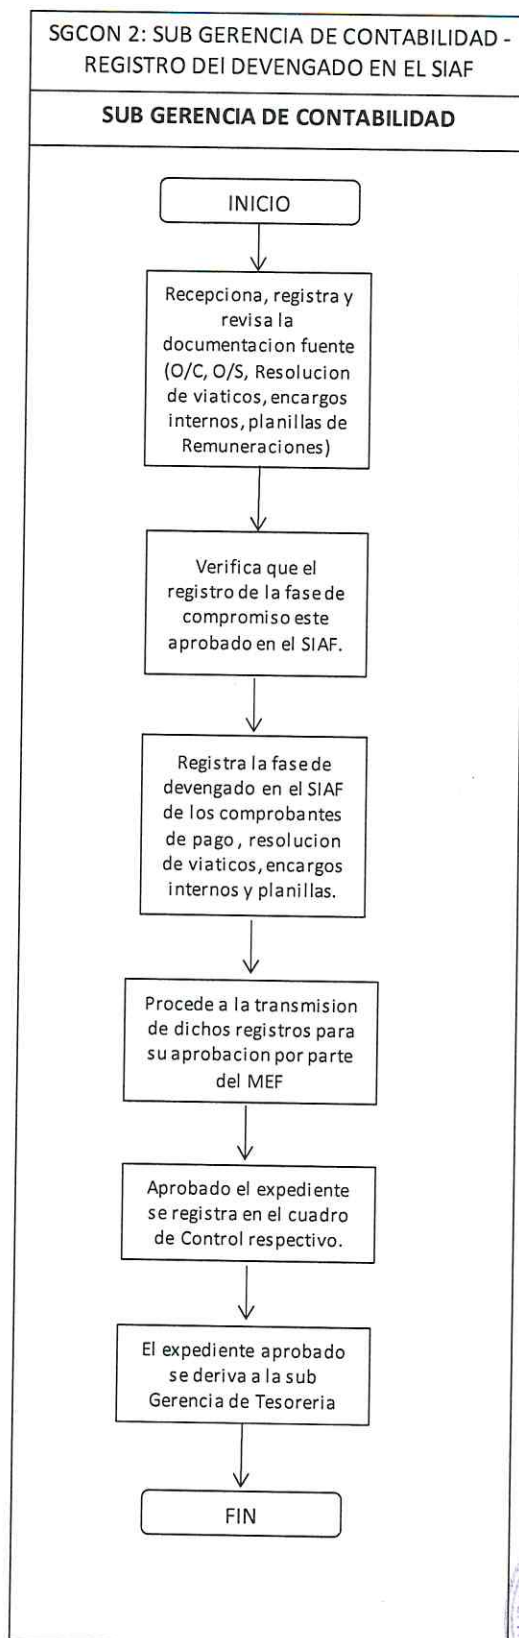 SGCON 2: SUB GERENCIA DE CONTABILIDAD -
REGISTRO DEl DEVENGADO EN EL SIAF
SUB GERENCIA DE CONTABILIDAD
INICIO
Recepciona, registra y
revisa la
documentacion fuente
(O/C, O/S, Resolucion
de viaticos, encargos
internos, planillas de
Remuneraciones)
Verifica que el
registro de la fase de
compromiso este
aprobado en el SIAF.
Registra la fase de
devengado en el SIAF
de los comprobantes
de pago , resolucion
de viaticos, encargos
internos y planillas.
Procede a la transmision
de dichos registros para
su aprobacion por parte
del MEF
Aprobado el expediente
se registra en el cuadro
de Control respectivo.
El expediente aprobado
se deriva a la sub
Gerencia de Tesoreria
FIN